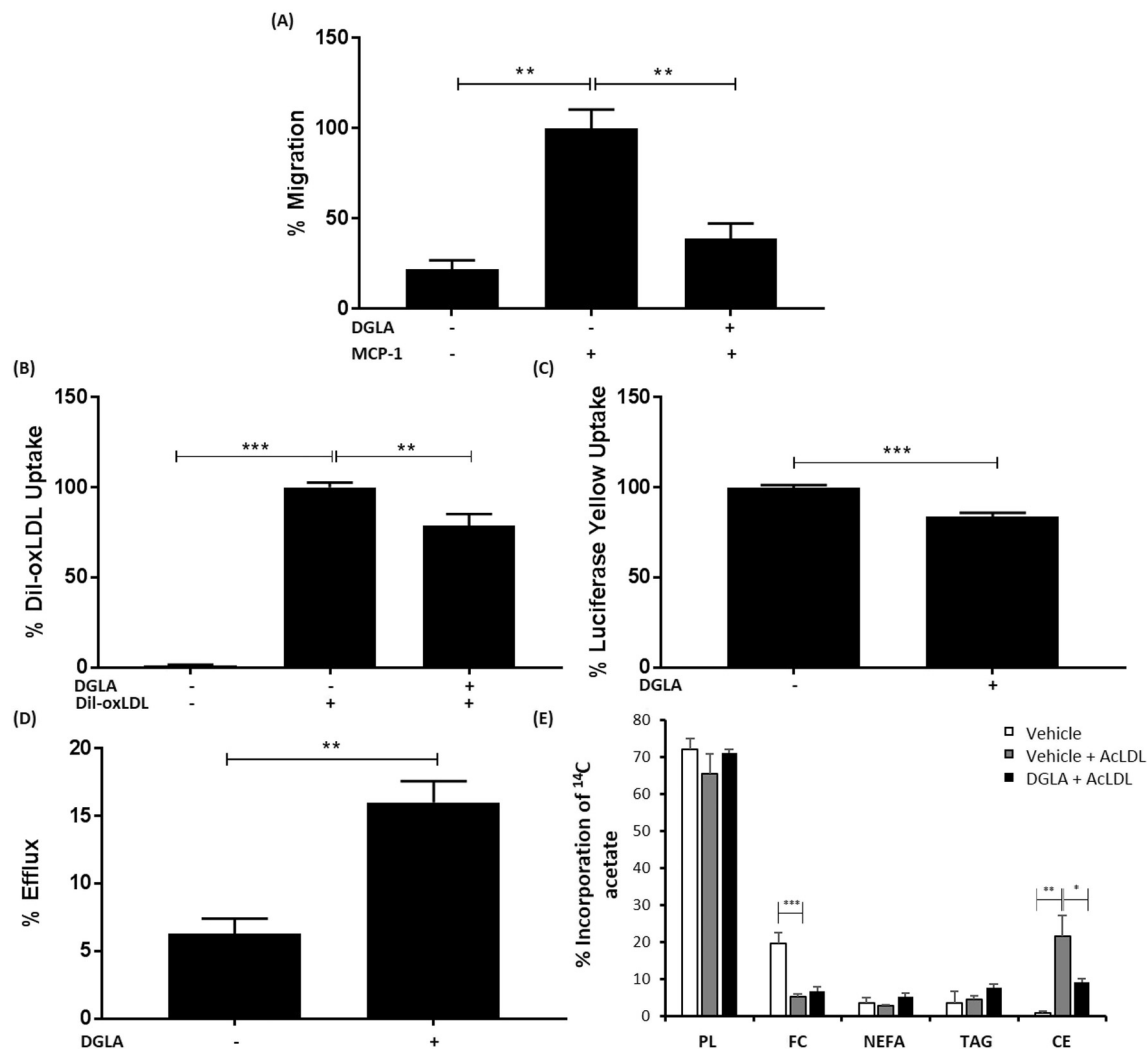 (A)
% Migration
150
100
50
0
** **
DGLA - - +
MCP-1 - + +
(B)
% Dil-oxLDL Uptake
150
100
50
0
*** **
DGLA - - +
Dil-oxLDL - + +
(C)
% Luciferase Yellow Uptake
150
100
50
0
***
DGLA - +
(D)
% Efflux
20
15
10
5
0
**
DGLA - +
(E)
% Incorporation of ¹⁴C
acetate
80
70
60
50
40
30
20
10
0
Vehicle
Vehicle + AcLDL
DGLA + AcLDL
***
** *
PL FC NEFA TAG CE